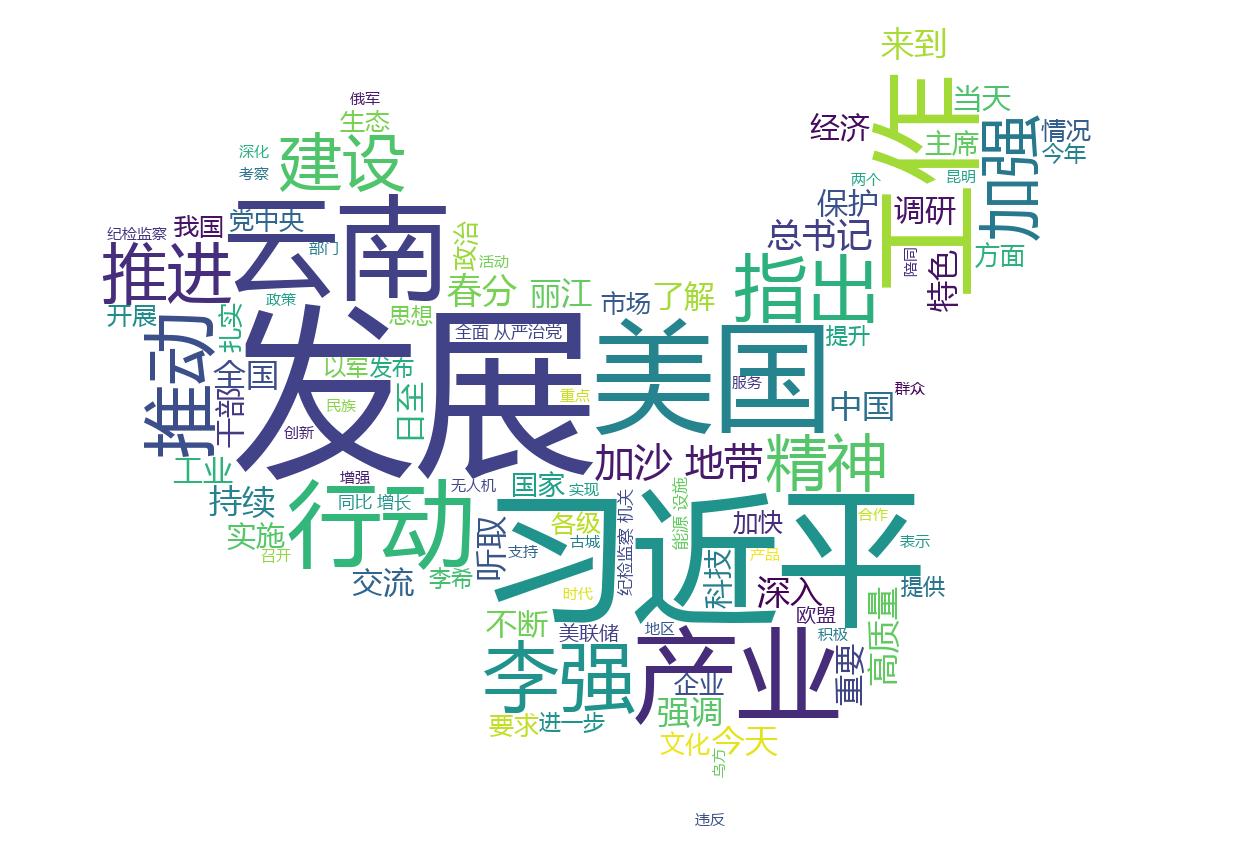 来到
当天
俄军
生态
经济
工作
主席
加强
情况
今年
深化
考察
建设
两个
昆明
保护
调研
纪检监察
我国
党中央
云南
部门
政治
活动
总书记
陪同
特色
方面
推进
政策
春分
丽江
市场
了解
指出
提升
开展
扎实
思想
发展
全面 从严治党
美国
推动
全国
以军
发布
日至
重点
服务
中国
群众
干部
民族
创新
工业
增强
无人机
加沙 地带
精神
持续
行动
同比 增长
国家
实现
习近平
能源 设施
纪检监察 机关
加快
合作
实施
召开
听取
各级
古城
支持
科技
产品
表示
交流
李希
时代
深入
提供
不断
美联储
地区
欧盟
积极
高质量
李强
产业
企业
重要
要求
进一步
强调
文化
今天
乌方
违反